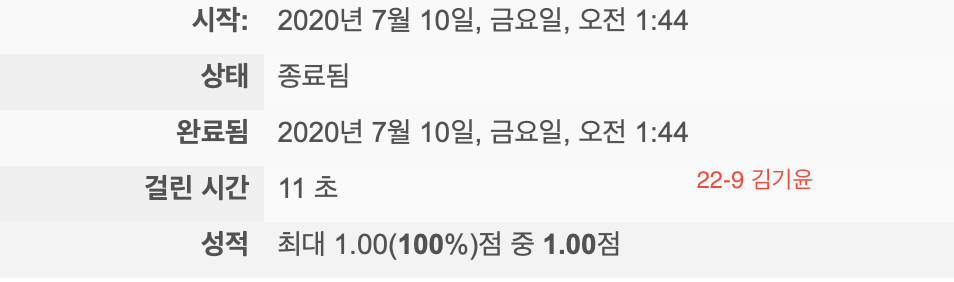 시작: 2020년 7월 10일, 금요일, 오전 1:44
상태 종료됨
완료됨 2020년 7월 10일, 금요일, 오전 1:44
걸린 시간 11 초
22-9 김기윤
성적 최대 1.00(100%)점 중 1.00점